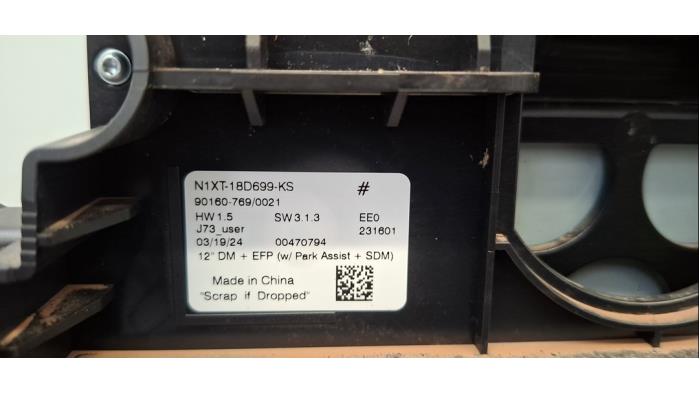 N1XT-18D699-KS #
90160-769/0021
HW 1.5 SW 3.1.3 EE0
J73_user 231601
03/19/24 00470794
12" DM + EFP (w/ Park Assist + SDM)
Made in China
"Scrap if Dropped"